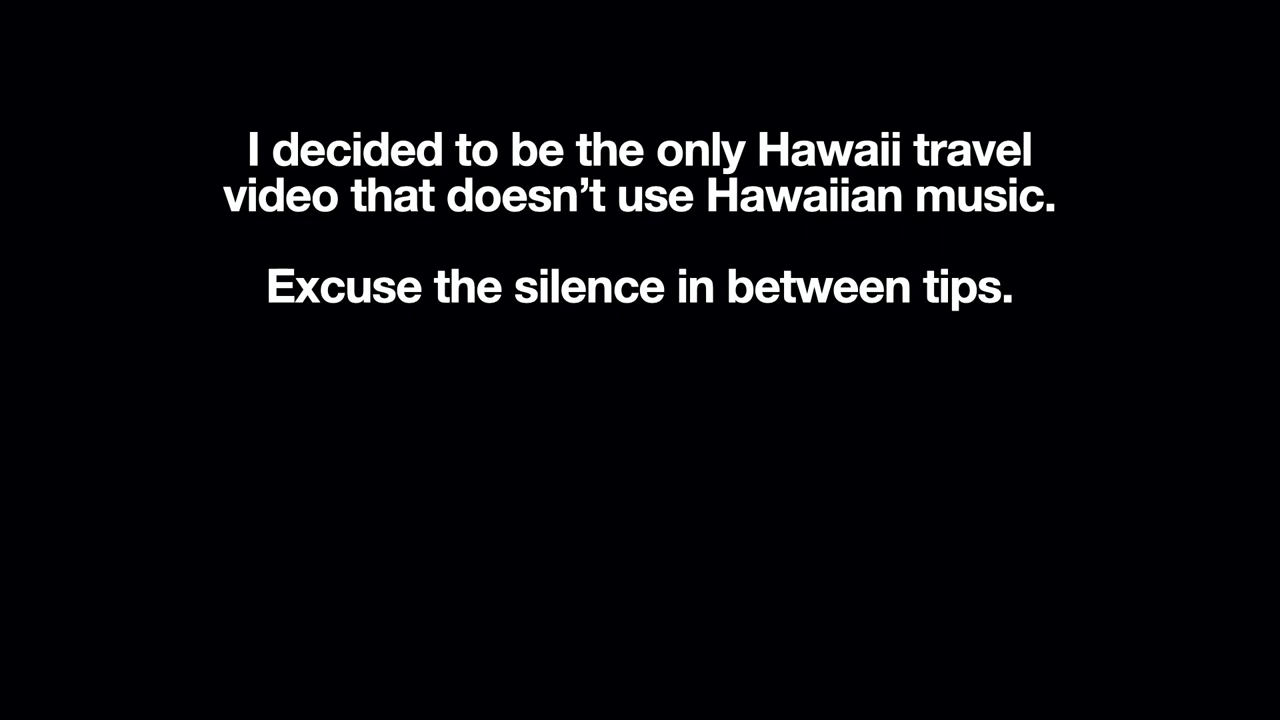 I decided to be the only Hawaii travel
video that doesn’t use Hawaiian music.
Excuse the silence in between tips.